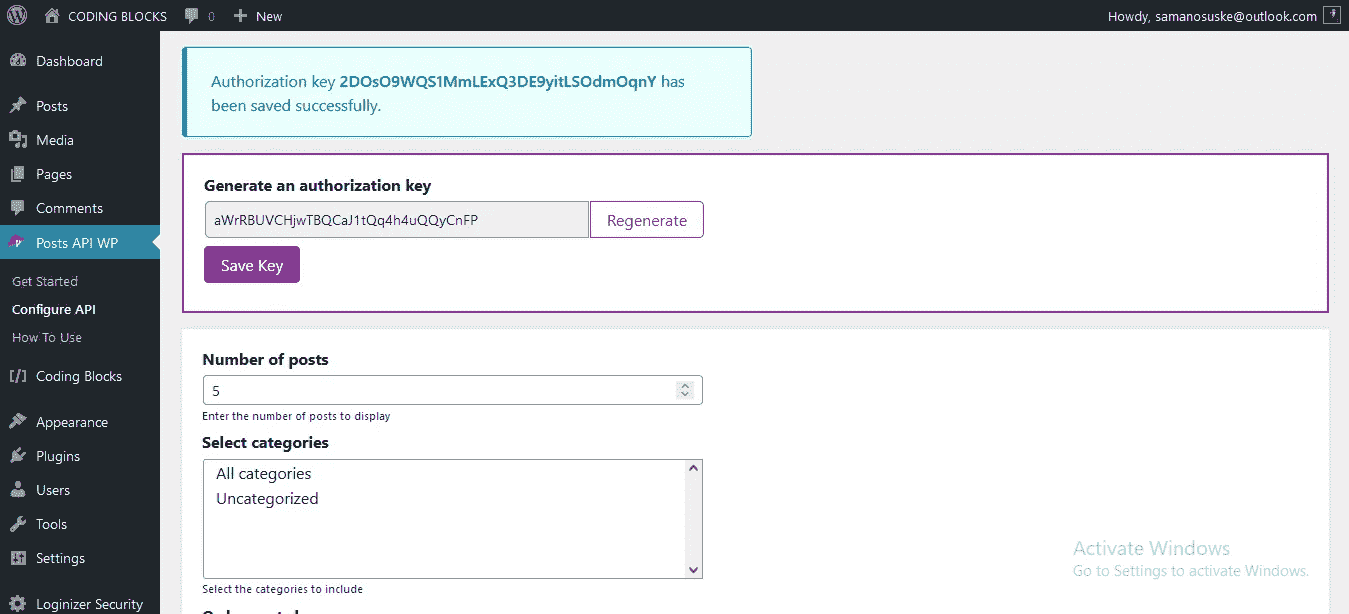 CODING BLOCKS 0 New Howdy, samanosuske@outlook.com
Dashboard
Posts
Media
Pages
Comments
Posts API WP
Get Started
Configure API
How To Use
Coding Blocks
Appearance
Plugins
Users
Tools
Settings
Loginizer Security
Authorization key 2DOsO9WQS1MmLExQ3DE9yitLSOdmOqnY has
been saved successfully.
Generate an authorization key
aWrRBUVCHjwTBQCaJ1tQq4h4uQQyCnFP Regenerate
Save Key
Number of posts
5
Enter the number of posts to display
Select categories
All categories
Uncategorized
Select the categories to include
Activate Windows
Go to Settings to activate Windows.